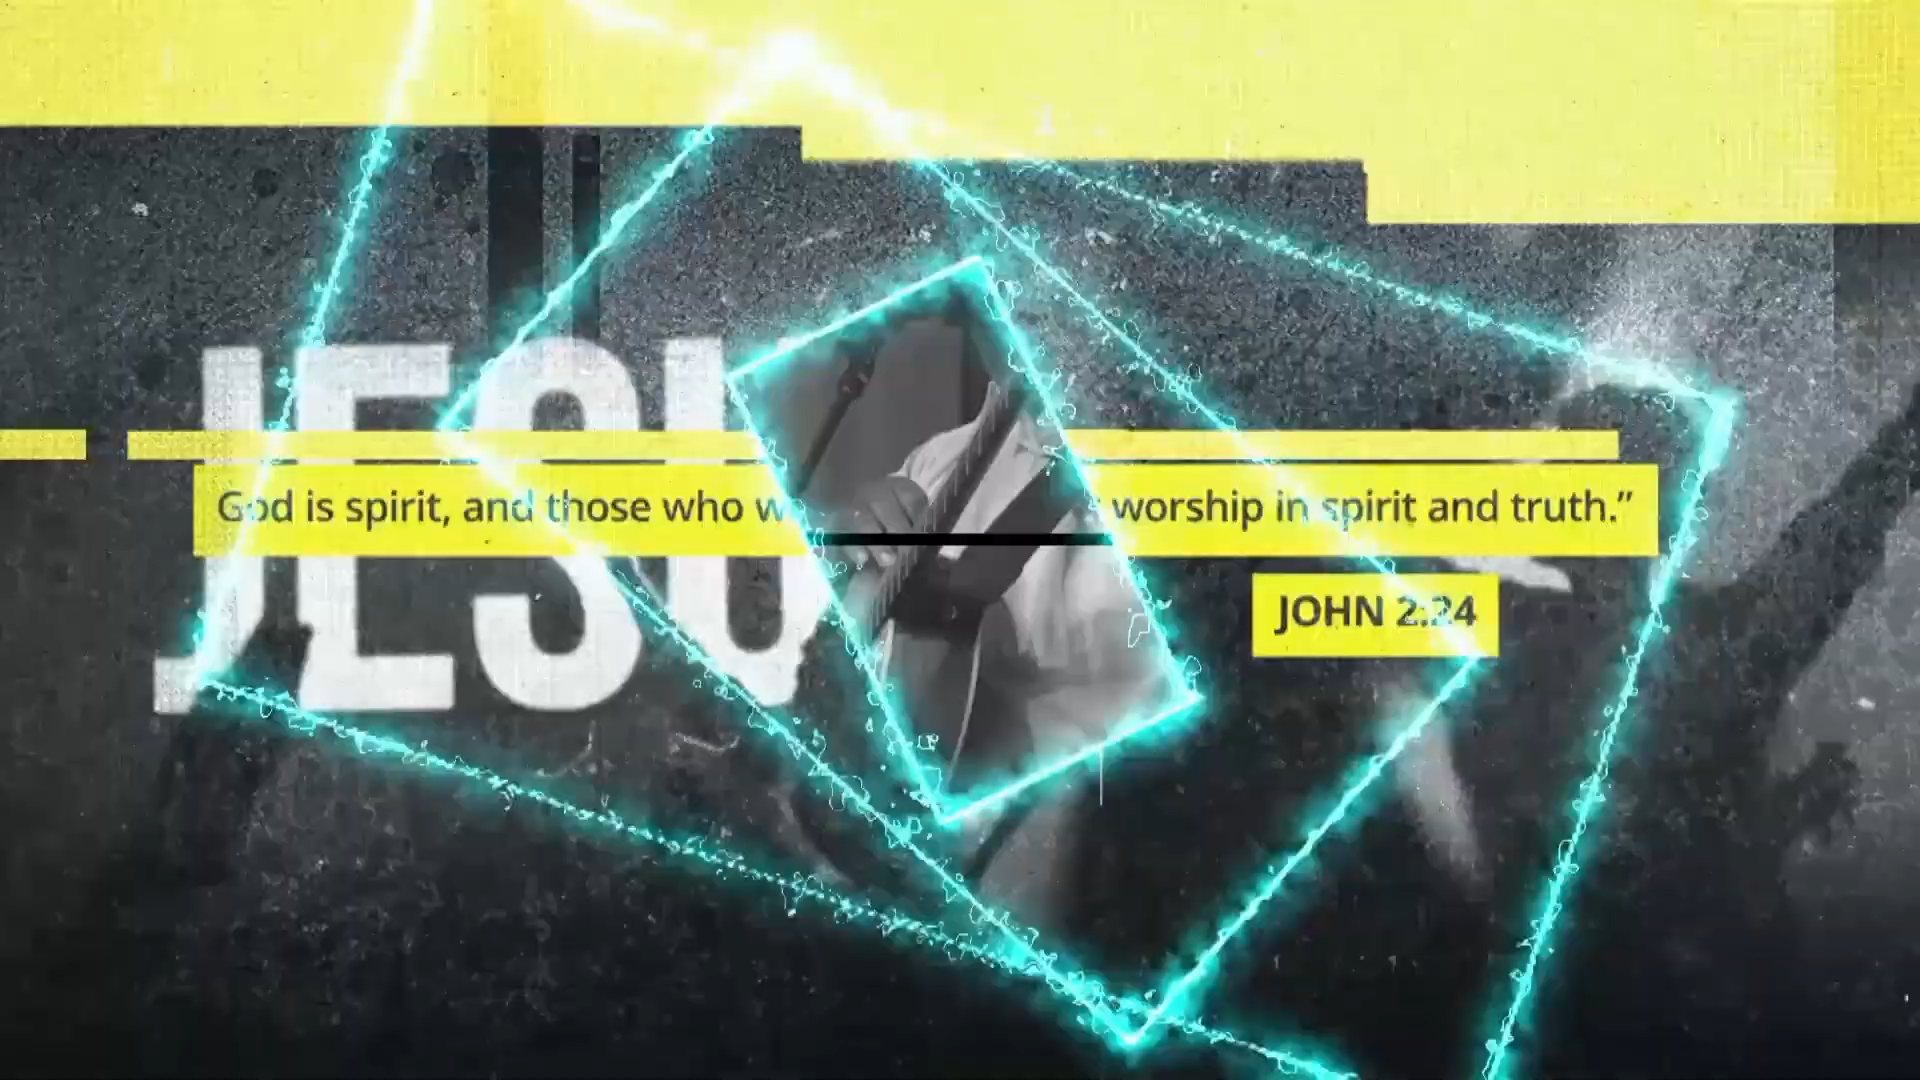 JESU
God is spirit, and those who w worship in spirit and truth.”
JOHN 2:24